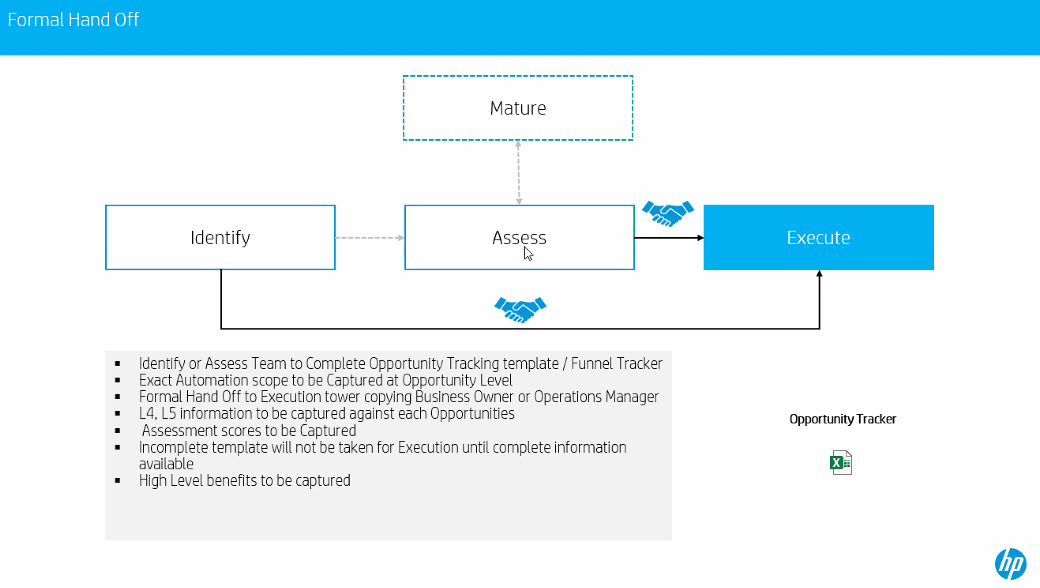 Formal Hand Off
Mature
Identify
Assess
Execute
▪ Identify or Assess Team to Complete Opportunity Tracking template / Funnel Tracker
▪ Exact Automation scope to be Captured at Opportunity Level
▪ Formal Hand Off to Execution tower copying Business Owner or Operations Manager
▪ L4, L5 information to be captured against each Opportunities
▪ Assessment scores to be Captured
▪ Incomplete template will not be taken for Execution until complete information
available
▪ High Level benefits to be captured
Opportunity Tracker
X
hp